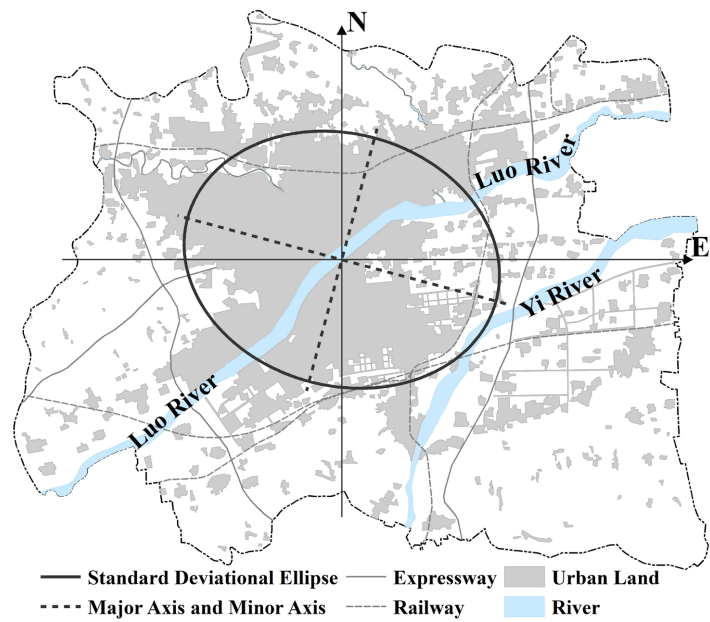 N
Luo River
E
Yi River
Luo River
Standard Deviational Ellipse
Expressway
Urban Land
Major Axis and Minor Axis
Railway
River